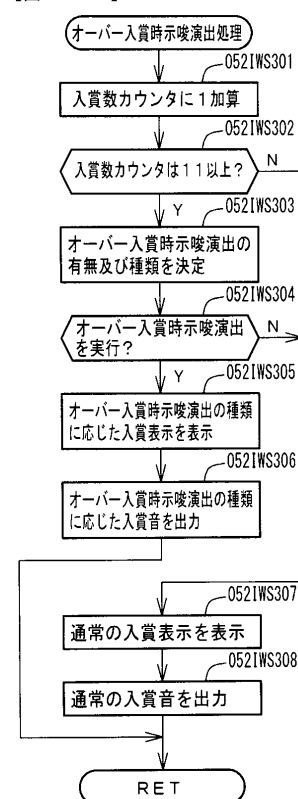 オーバー入賞時示唆演出処理
052IWS301
入賞数カウンタに1加算
052IWS302
入賞数カウンタは11以上?
N
Y
052IWS303
オーバー入賞時示唆演出の
有無及び種類を決定
052IWS304
オーバー入賞時示唆演出
を実行?
N
Y
052IWS305
オーバー入賞時示唆演出の種類
に応じた入賞表示を表示
052IWS306
オーバー入賞時示唆演出の種類
に応じた入賞音を出力
052IWS307
通常の入賞表示を表示
052IWS308
通常の入賞音を出力
RET